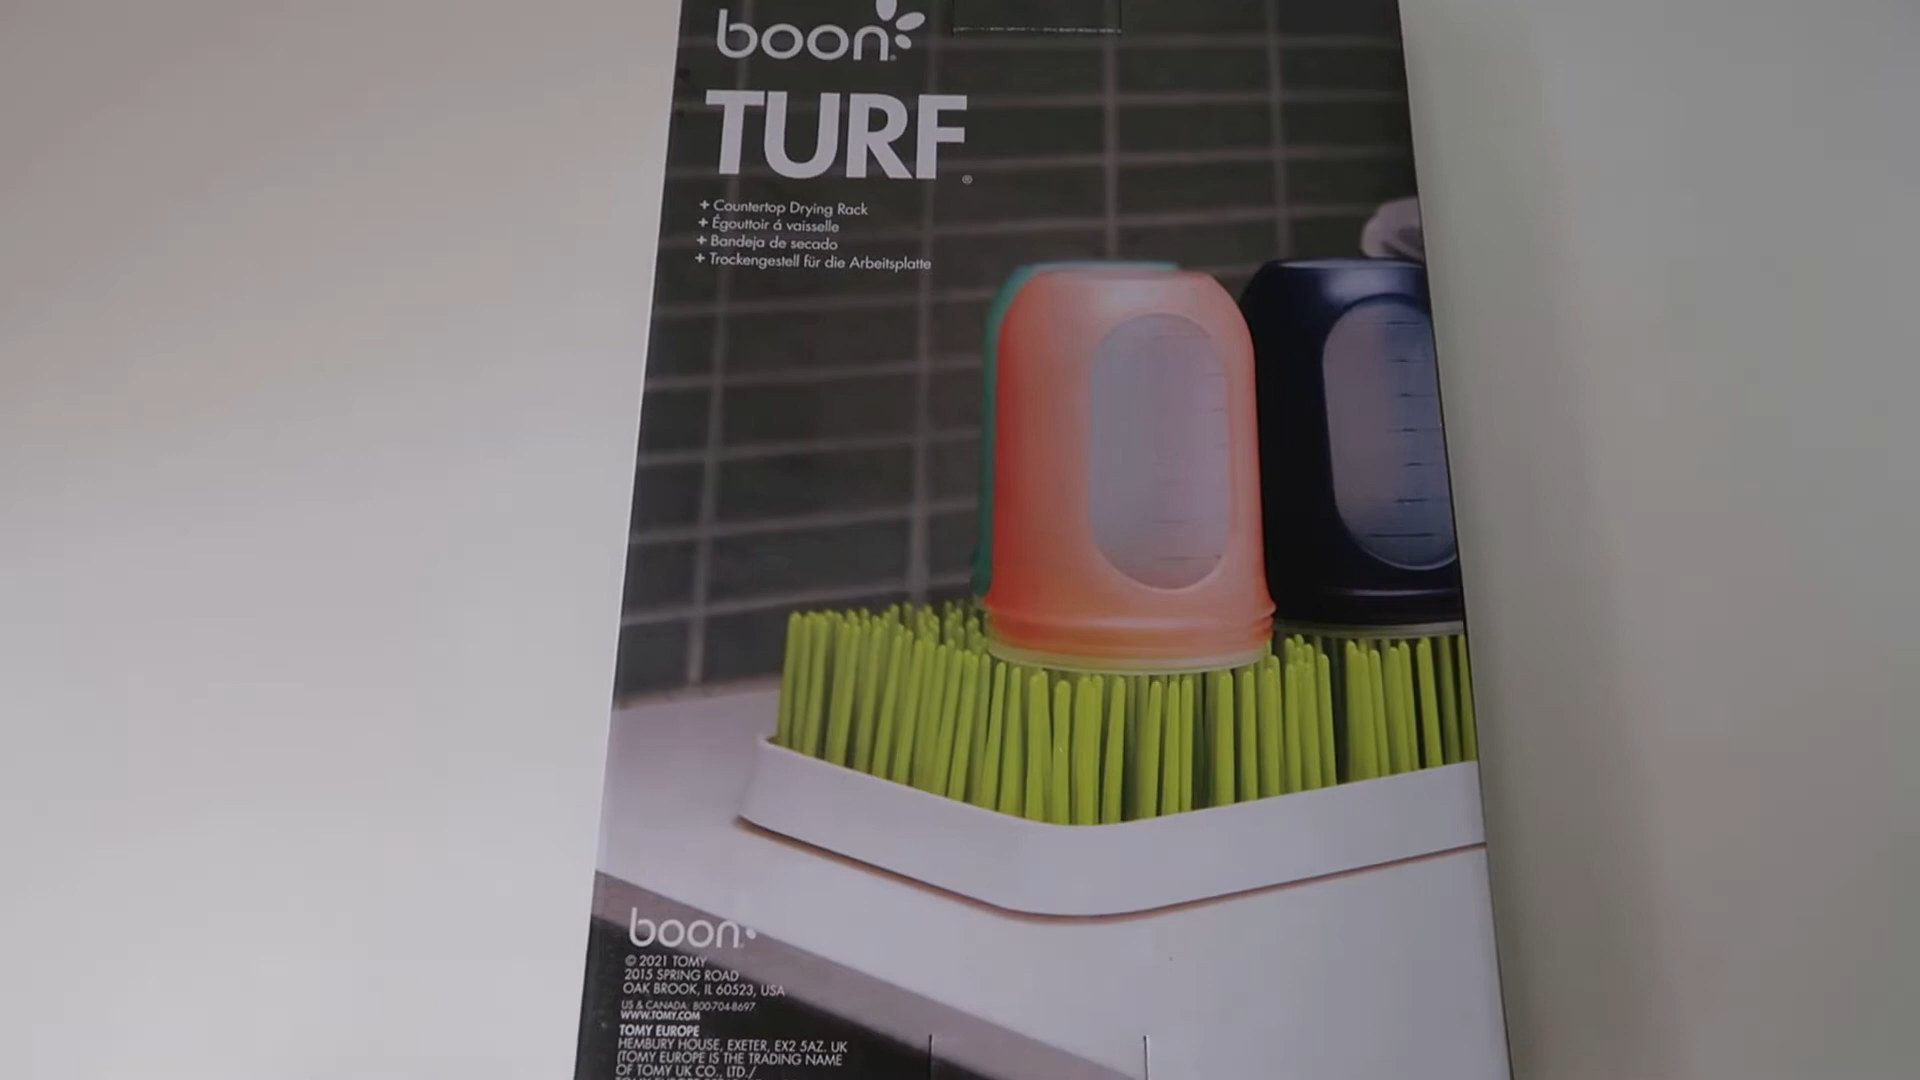 boon
TURF®
+ Countertop Drying Rack
+ Égouttoir á vaisselle
+ Bandeja de secado
+ Trockengestell für die Arbeitsplatte
boon
© 2021 TOMY
2015 SPRING ROAD
OAK BROOK, IL 60523, USA
US & CANADA: 800-704-8697
WWW.TOMY.COM
TOMY EUROPE
HEMBURY HOUSE, EXETER, EX2 5AZ. UK
(TOMY EUROPE IS THE TRADING NAME
OF TOMY UK CO., LTD./